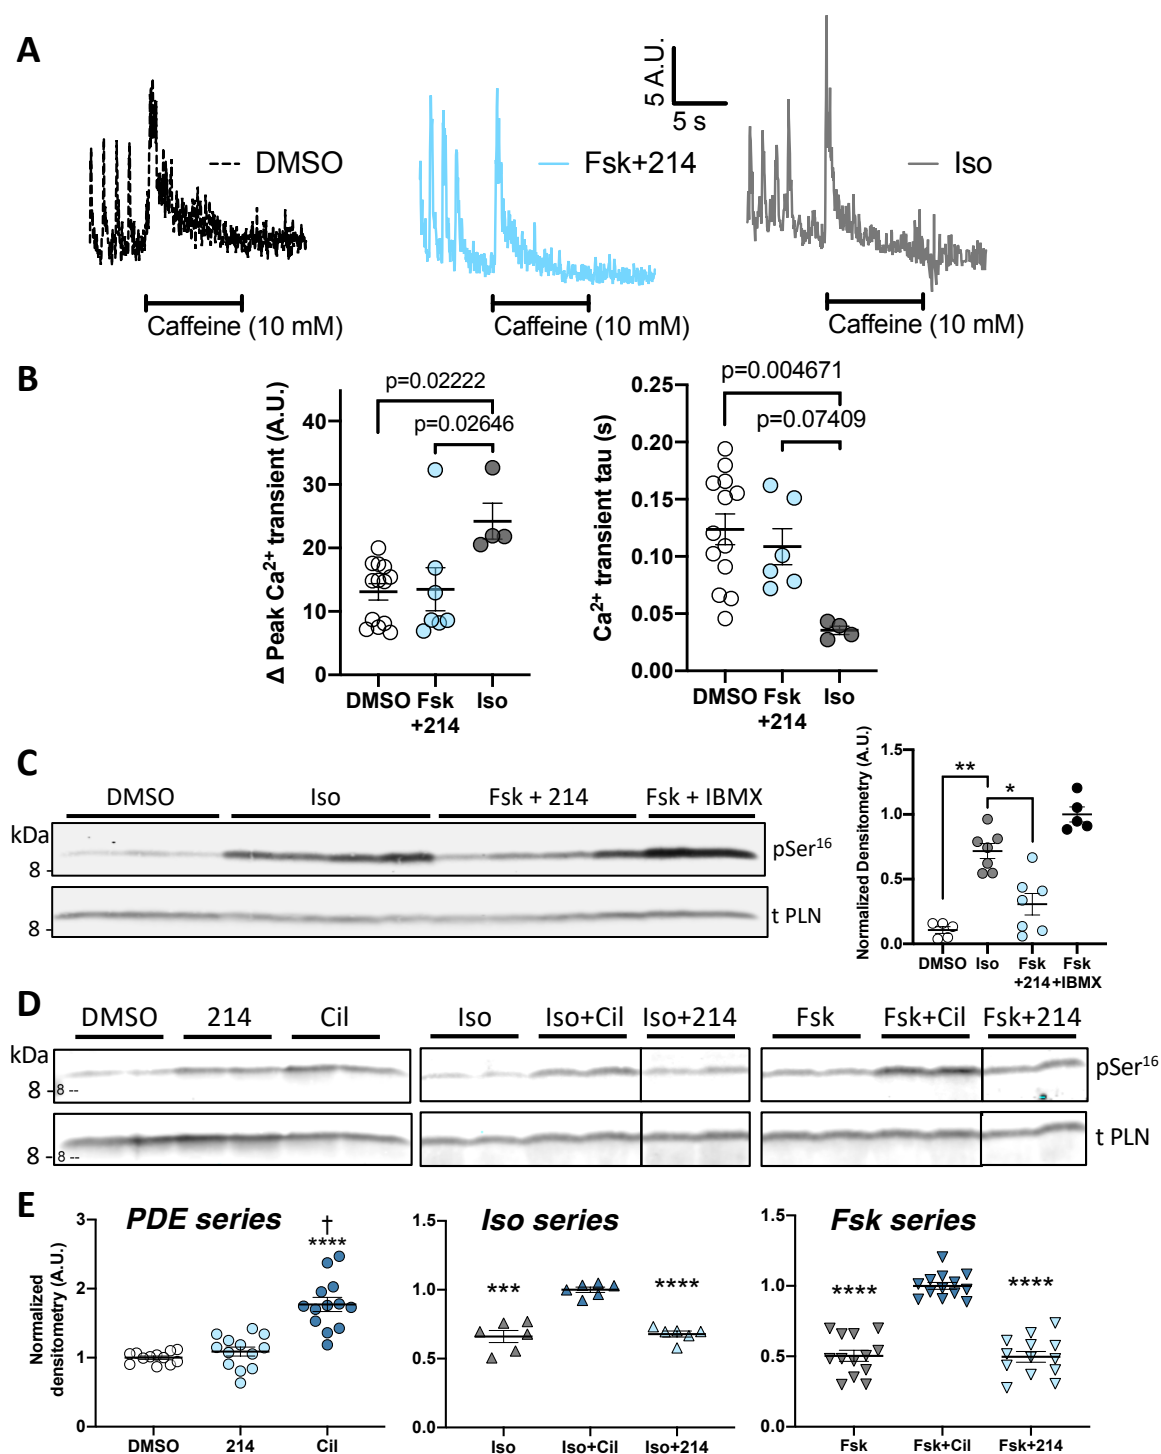 A
DMSO
Fsk+214
5 A.U.
5 s
Iso
Caffeine (10 mM)
Caffeine (10 mM)
Caffeine (10 mM)
B
Δ Peak Ca²⁺ transient (A.U.)
40
30
20
10
0
p=0.02222
p=0.02646
DMSO
Fsk
+214
Iso
Ca²⁺ transient tau (s)
0.25
0.20
0.15
0.10
0.05
0.00
p=0.004671
p=0.07409
DMSO
Fsk
+214
Iso
C
DMSO
Iso
Fsk + 214
Fsk + IBMX
kDa
8 -
pSer¹⁶
8 -
t PLN
Normalized Densitometry (A.U.)
1.5
1.0
0.5
0.0
**
*
DMSO
Iso
Fsk
+214
Fsk
+IBMX
D
DMSO
214
Cil
Iso
Iso+Cil
Iso+214
Fsk
Fsk+Cil
Fsk+214
kDa
8 -
8 --
pSer¹⁶
8 -
8 --
t PLN
E
Normalized
densitometry (A.U.)
3
2
1
0
PDE series
†
****
DMSO
214
Cil
1.5
1.0
0.5
0.0
Iso series
***
****
Iso
Iso+Cil
Iso+214
1.5
1.0
0.5
0.0
Fsk series
****
****
Fsk
Fsk+Cil
Fsk+214